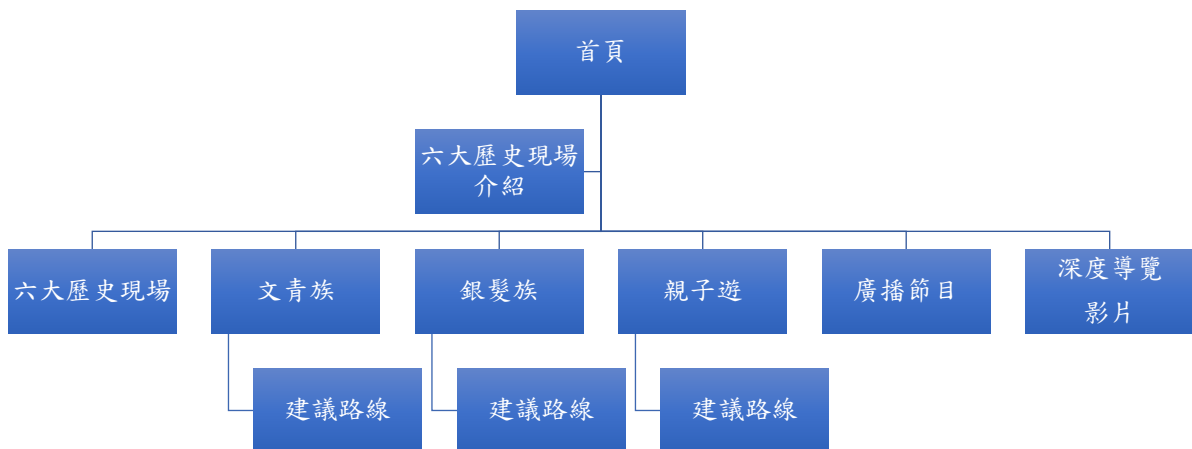 首頁
六大歷史現場
介紹
六大歷史現場
文青族
銀髮族
親子遊
廣播節目
深度導覽
影片
建議路線
建議路線
建議路線